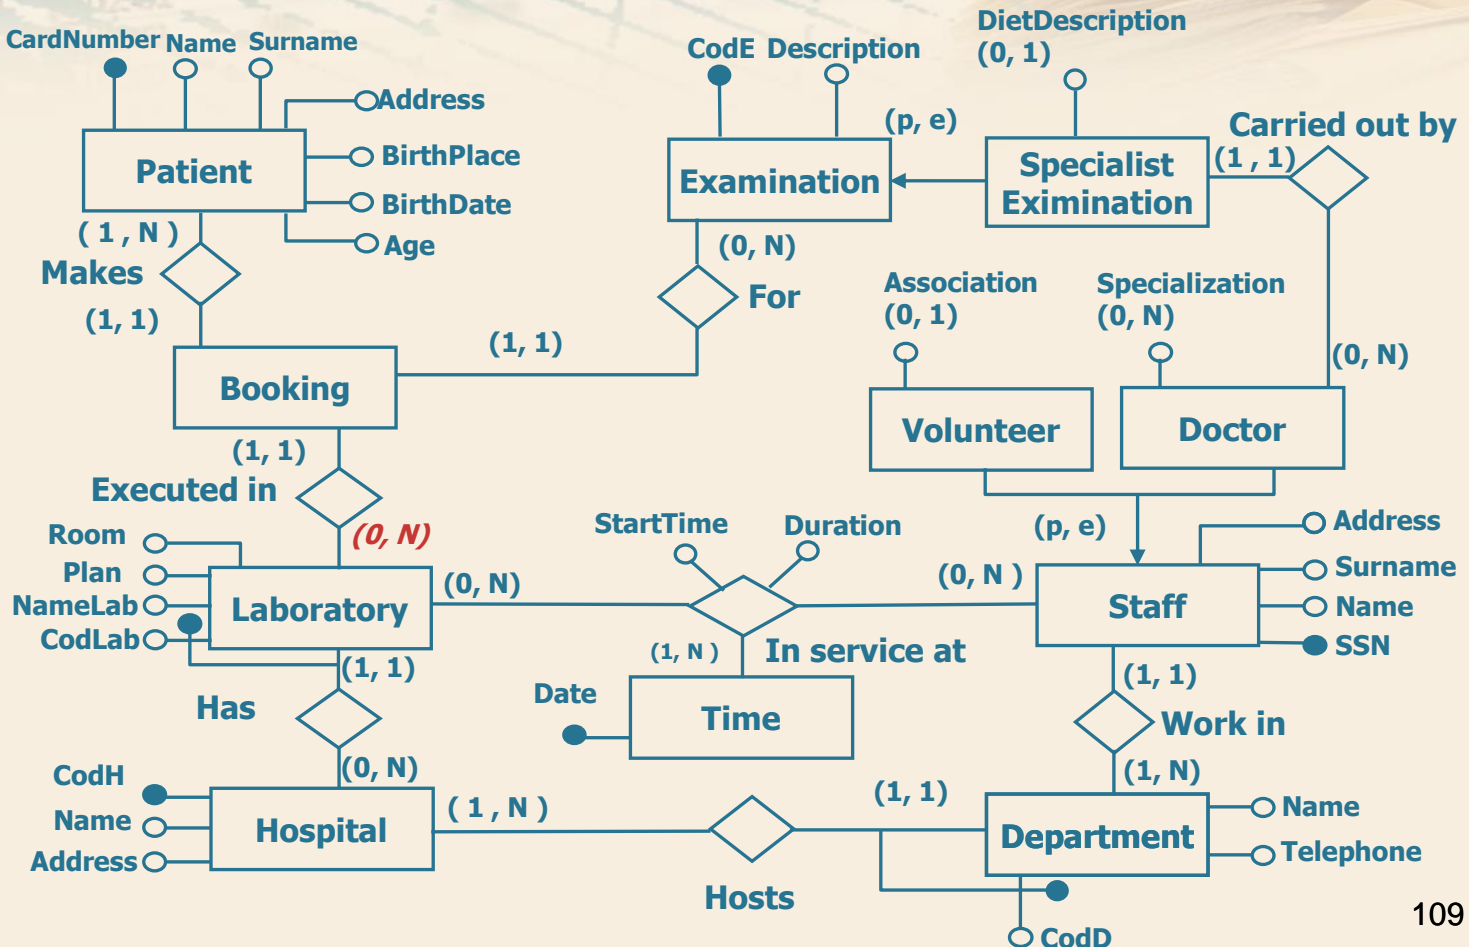 DietDescription
(0, 1)
CardNumber Name Surname
CodE Description
Address
(p, e)
Carried out by
Patient
BirthPlace
Examination
Specialist
Eximination
(1 , 1)
BirthDate
( 1 , N )
Age
(0, N)
Makes
For
Association
(0, 1)
Specialization
(0, N)
(1, 1)
(1, 1)
(0, N)
Booking
Volunteer
Doctor
(1, 1)
Executed in
(0, N)
StartTime
Duration
(p, e)
Address
Room
Plan
NameLab
CodLab
Laboratory
(0, N)
(0, N )
Staff
Surname
Name
SSN
(1, 1)
(1, N )
In service at
(1, 1)
Has
Date
Time
Work in
(0, N)
(1, N)
CodH
Name
Address
Hospital
( 1 , N )
(1, 1)
Department
Name
Telephone
Hosts
CodD
109